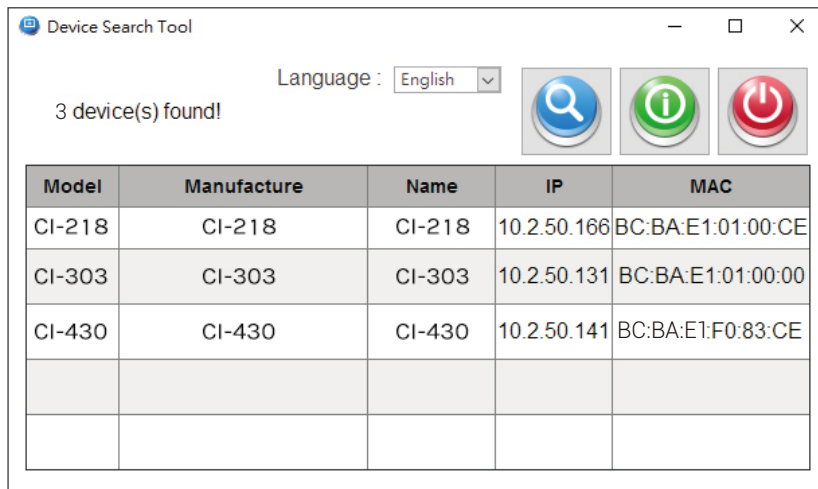 Device Search Tool
Language : English
3 device(s) found!
Model Manufacture Name IP MAC
CI-218 CI-218 CI-218 10.2.50.166 BC:BA:E1:01:00:CE
CI-303 CI-303 CI-303 10.2.50.131 BC:BA:E1:01:00:00
CI-430 CI-430 CI-430 10.2.50.141 BC:BA:E1:F0:83:CE